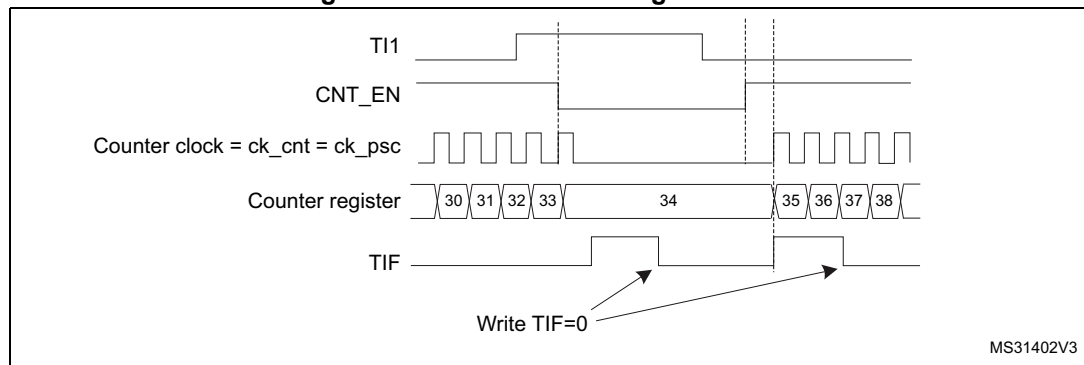 TI1
CNT_EN
Counter clock = ck_cnt = ck_psc
Counter register 30 31 32 33 34 35 36 37 38
TIF
Write TIF=0
MS31402V3